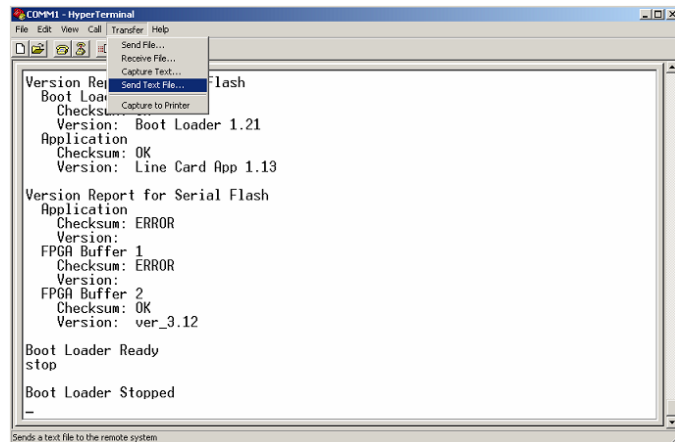 COMM1 - HyperTerminal
File Edit View Call Transfer Help
Send File...
Receive File...
Capture Text...
Send Text File...
Capture to Printer
Version Re Flash
Boot Loa
Checksu
Version: Boot Loader 1.21
Application
Checksum: OK
Version: Line Card App 1.13
Version Report for Serial Flash
Application
Checksum: ERROR
Version:
FPGA Buffer 1
Checksum: ERROR
Version:
FPGA Buffer 2
Checksum: OK
Version: ver_3.12
Boot Loader Ready
stop
Boot Loader Stopped
_
Sends a text file to the remote system